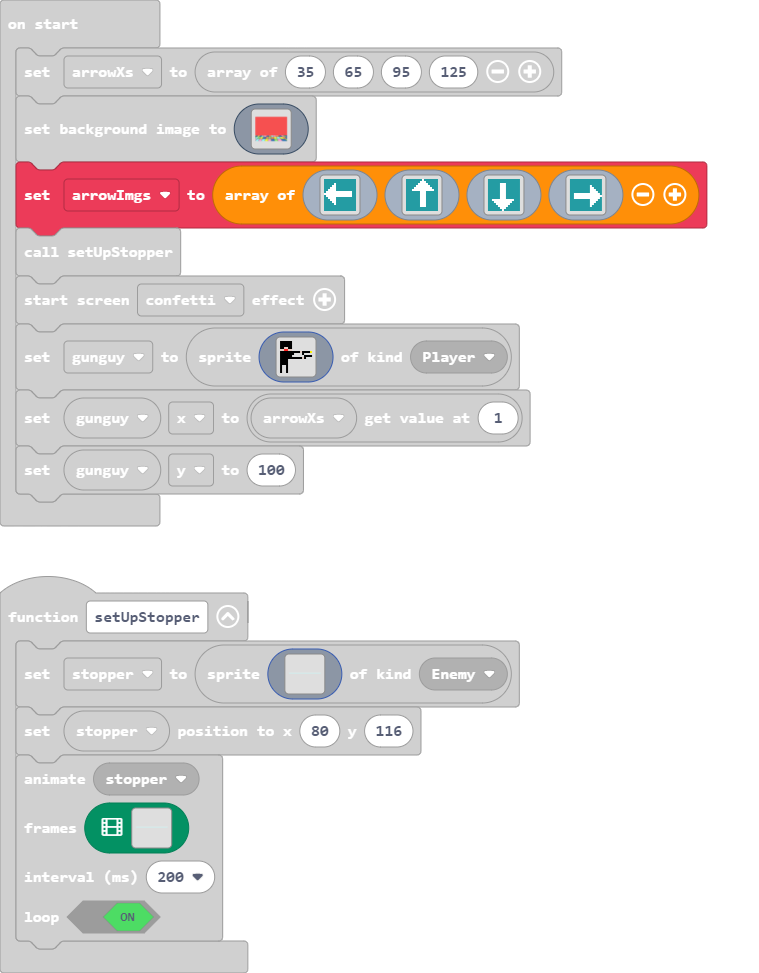 on start
set arrowXs to array of 35 65 95 125
set background image to
set arrowImgs to array of
call setUpStopper
start screen confetti effect
set gunguy to sprite of kind Player
set gunguy x to arrowXs get value at 1
set gunguy y to 100
function setUpStopper
set stopper to sprite of kind Enemy
set stopper position to x 80 y 116
animate stopper
frames
interval (ms) 200
loop ON